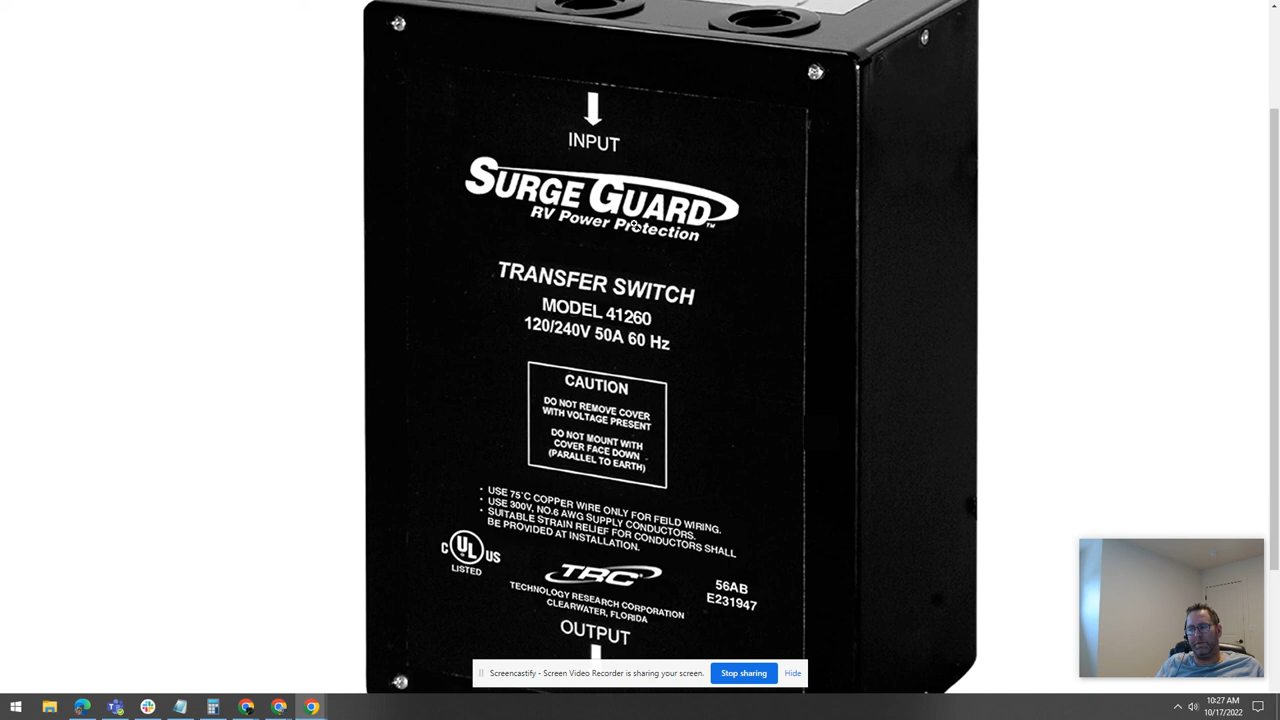 INPUT
SURGE GUARD™
RV Power Protection
TRANSFER SWITCH
MODEL 41260
120/240V 50A 60 Hz
CAUTION
DO NOT REMOVE COVER
WITH VOLTAGE PRESENT
DO NOT MOUNT WITH
COVER FACE DOWN
(PARALLEL TO EARTH)
• USE 75°C COPPER WIRE ONLY FOR FEILD WIRING.
• USE 300V, NO.6 AWG SUPPLY CONDUCTORS.
• SUITABLE STRAIN RELIEF FOR CONDUCTORS SHALL
BE PROVIDED AT INSTALLATION.
C UL US
LISTED
TRC
TECHNOLOGY RESEARCH CORPORATION
CLEARWATER, FLORIDA
56AB
E231947
OUTPUT
Screencastify - Screen Video Recorder is sharing your screen.
Stop sharing
Hide
10:27 AM
10/17/2022